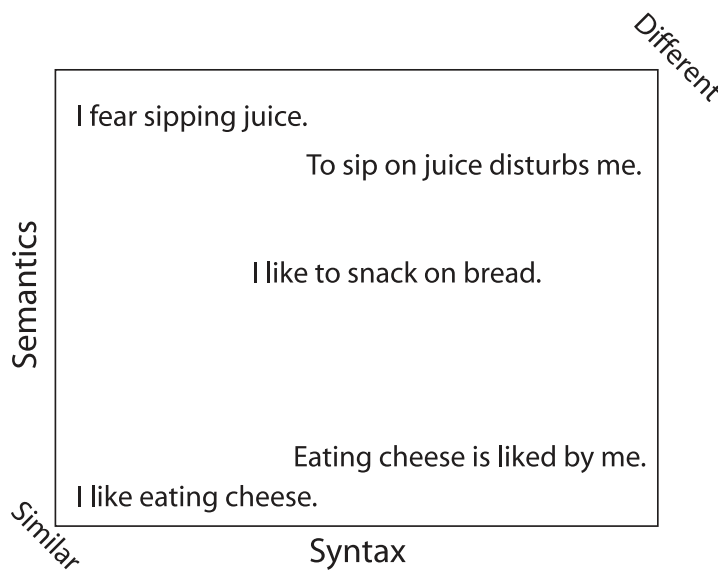 Different
I fear sipping juice.
To sip on juice disturbs me.
Semantics
I like to snack on bread.
Eating cheese is liked by me.
I like eating cheese.
Similar
Syntax